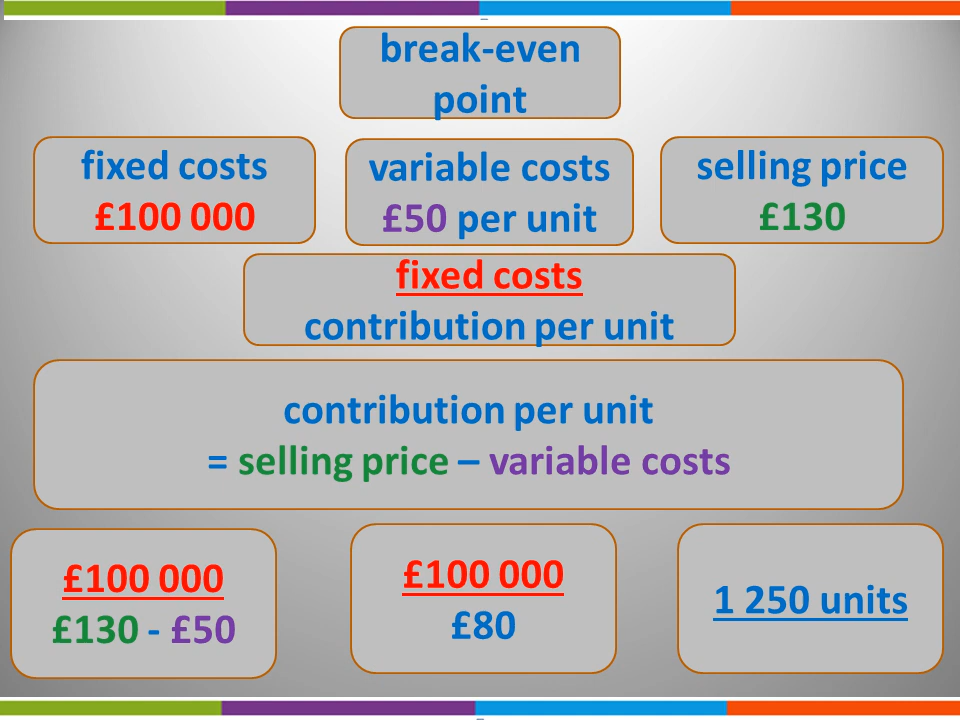 break-even
point
fixed costs
£100 000
variable costs
£50 per unit
selling price
£130
fixed costs
contribution per unit
contribution per unit
= selling price – variable costs
£100 000
£130 - £50
£100 000
£80
1 250 units